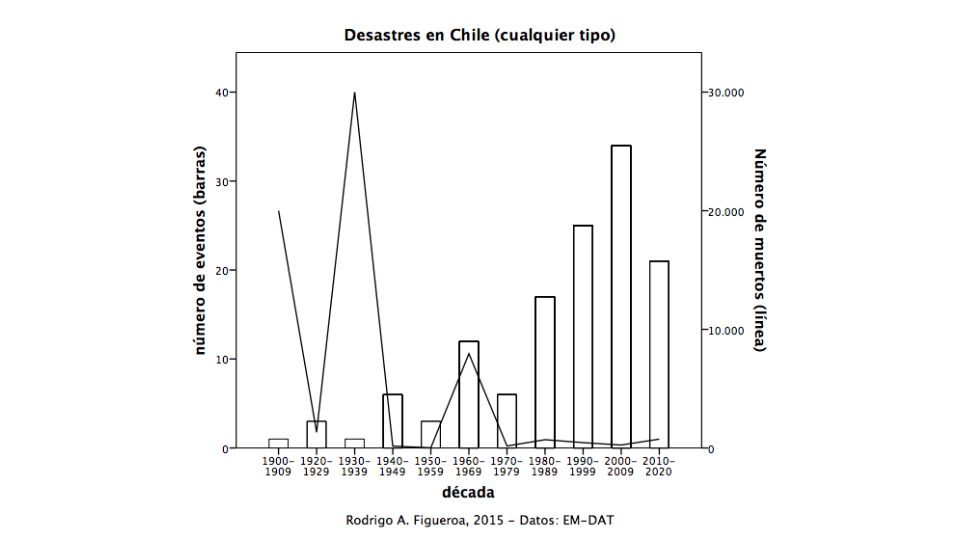 Desastres en Chile (cualquier tipo)
número de eventos (barras)
40
30
20
10
0
30.000
20.000
10.000
0
Número de muertos (línea)
1900– 1920– 1930– 1940– 1950– 1960– 1970– 1980– 1990– 2000– 2010–
1909 1929 1939 1949 1959 1969 1979 1989 1999 2009 2020
década
Rodrigo A. Figueroa, 2015 – Datos: EM–DAT